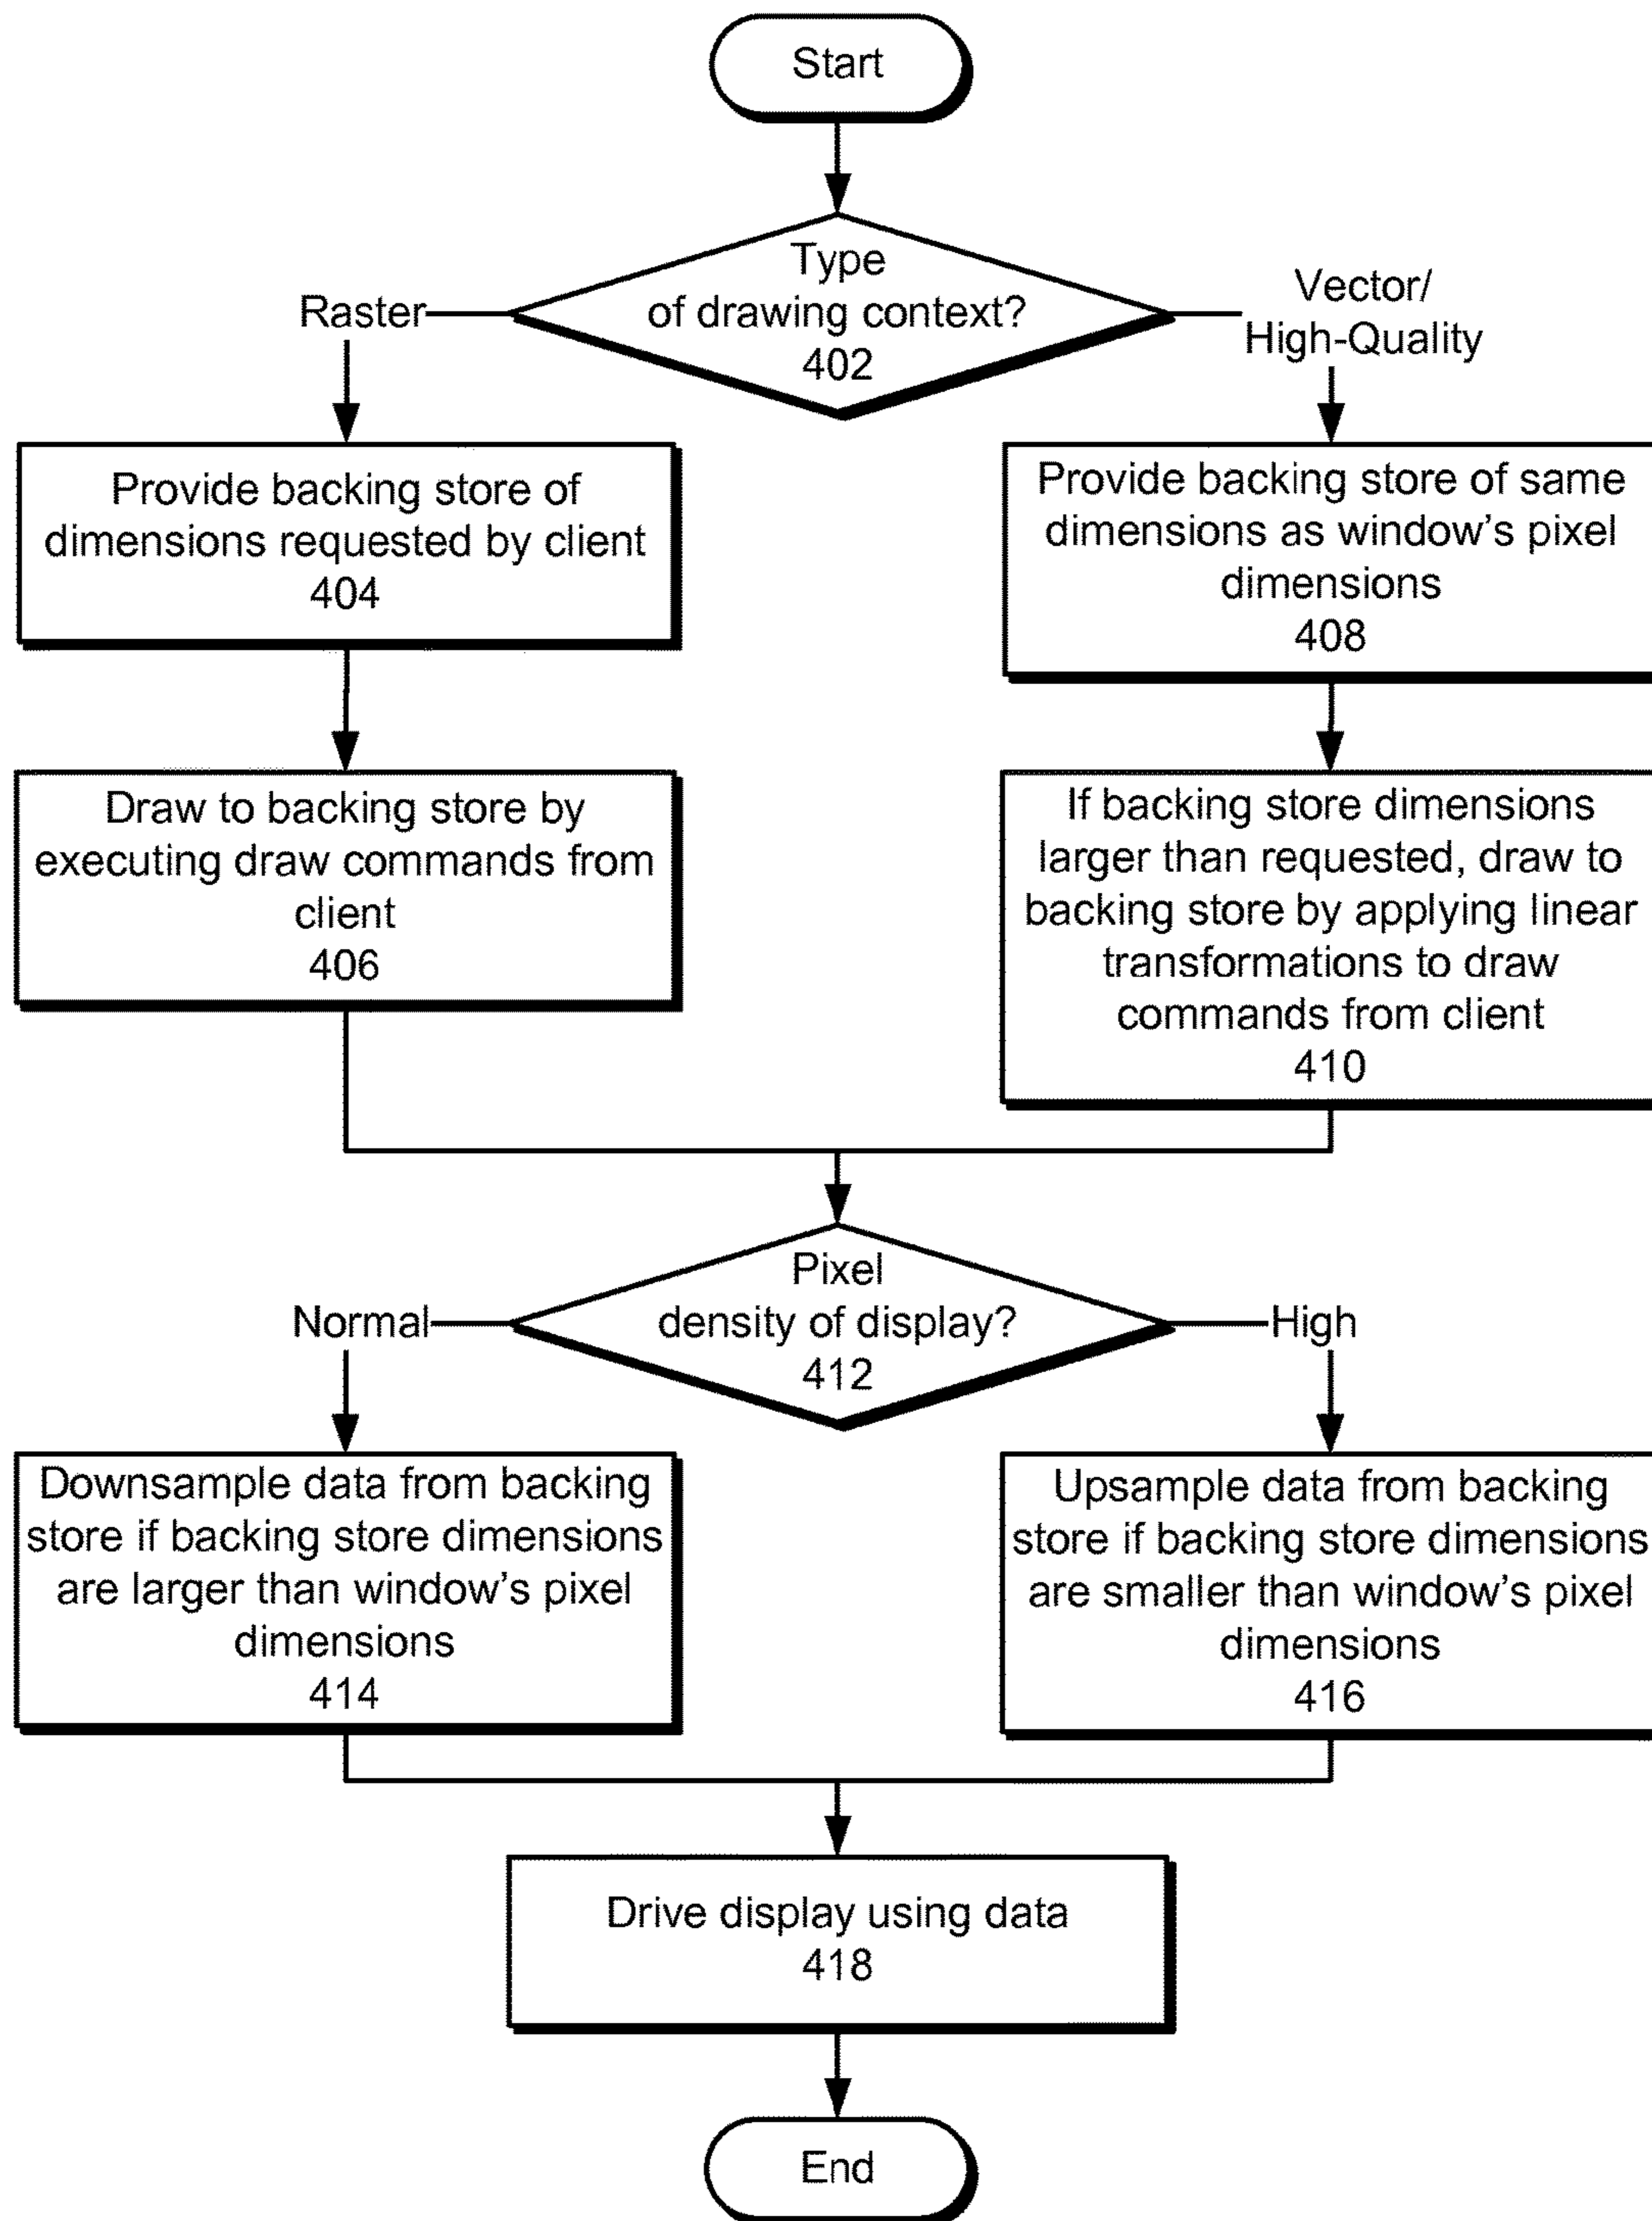 Start
Type
of drawing context?
402
Raster
Vector/
High-Quality
Provide backing store of
dimensions requested by client
404
Provide backing store of same
dimensions as window's pixel
dimensions
408
Draw to backing store by
executing draw commands from
client
406
If backing store dimensions
larger than requested, draw to
backing store by applying linear
transformations to draw
commands from client
410
Pixel
density of display?
412
Normal
High
Downsample data from backing
store if backing store dimensions
are larger than window's pixel
dimensions
414
Upsample data from backing
store if backing store dimensions
are smaller than window's pixel
dimensions
416
Drive display using data
418
End